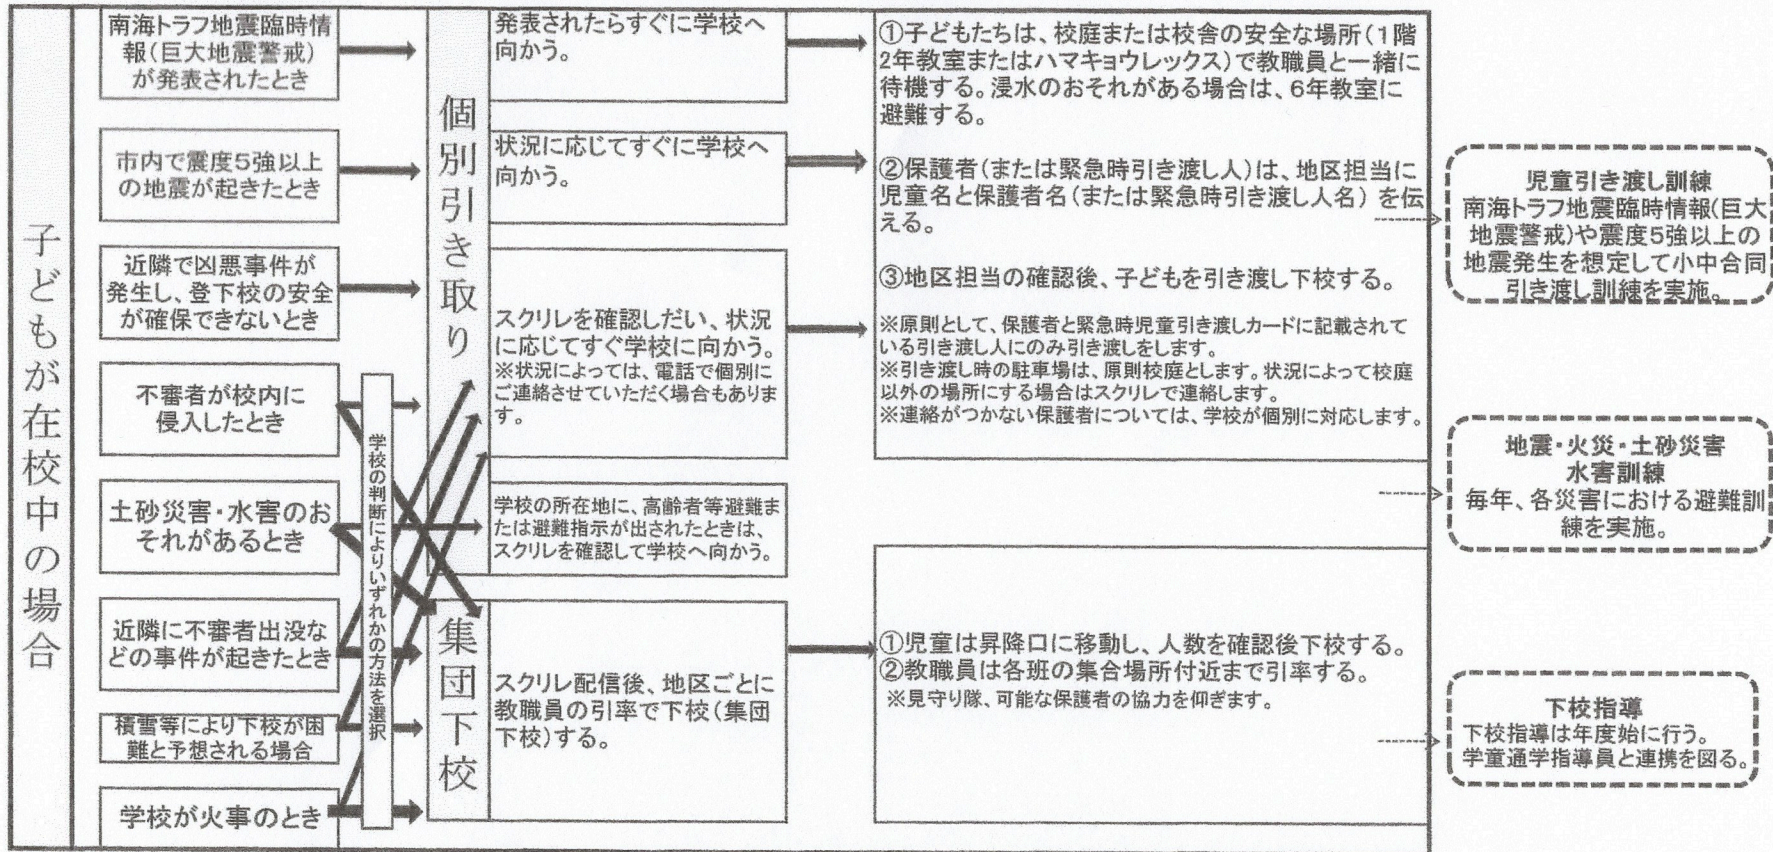 子どもが在校中の場合
南海トラフ地震臨時情
報(巨大地震警戒)
が発表されたとき
市内で震度5強以上
の地震が起きたとき
近隣で凶悪事件が
発生し、登下校の安全
が確保できないとき
不審者が校内に
侵入したとき
土砂災害・水害のお
それがあるとき
近隣に不審者出没な
どの事件が起きたとき
積雪等により下校が困
難と予想される場合
学校が火事のとき
学校の判断によりいずれかの方法を選択
個別引き取り
発表されたらすぐに学校へ
向かう。
状況に応じてすぐに学校へ
向かう。
スクリレを確認しだい、状況
に応じてすぐ学校に向かう。
※状況によっては、電話で個別に
ご連絡させていただく場合もありま
す。
学校の所在地に、高齢者等避難ま
たは避難指示が出されたときは、
スクリレを確認して学校へ向かう。
集団下校
スクリレ配信後、地区ごとに
教職員の引率で下校(集団
下校)する。
①子どもたちは、校庭または校舎の安全な場所(1階
2年教室またはハマキョウレックス)で教職員と一緒に
待機する。浸水のおそれがある場合は、6年教室に
避難する。
②保護者(または緊急時引き渡し人)は、地区担当に
児童名と保護者名(または緊急時引き渡し人名)を伝
える。
③地区担当の確認後、子どもを引き渡し下校する。
※原則として、保護者と緊急時児童引き渡しカードに記載されて
いる引き渡し人にのみ引き渡しをします。
※引き渡し時の駐車場は、原則校庭とします。状況によって校庭
以外の場所にする場合はスクリレで連絡します。
※連絡がつかない保護者については、学校が個別に対応します。
①児童は昇降口に移動し、人数を確認後下校する。
②教職員は各班の集合場所付近まで引率する。
※見守り隊、可能な保護者の協力を仰ぎます。
児童引き渡し訓練
南海トラフ地震臨時情報(巨大
地震警戒)や震度5強以上の
地震発生を想定して小中合同
引き渡し訓練を実施。
地震・火災・土砂災害
水害訓練
毎年、各災害における避難訓
練を実施。
下校指導
下校指導は年度始に行う。
学童通学指導員と連携を図る。